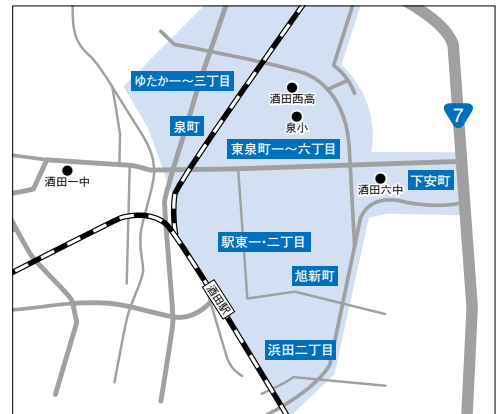 ゆたか一～三丁目
酒田西高
泉小
7
泉町
東泉町一～六丁目
酒田一中
酒田六中
下安町
駅東一・二丁目
旭新町
酒田駅
浜田二丁目